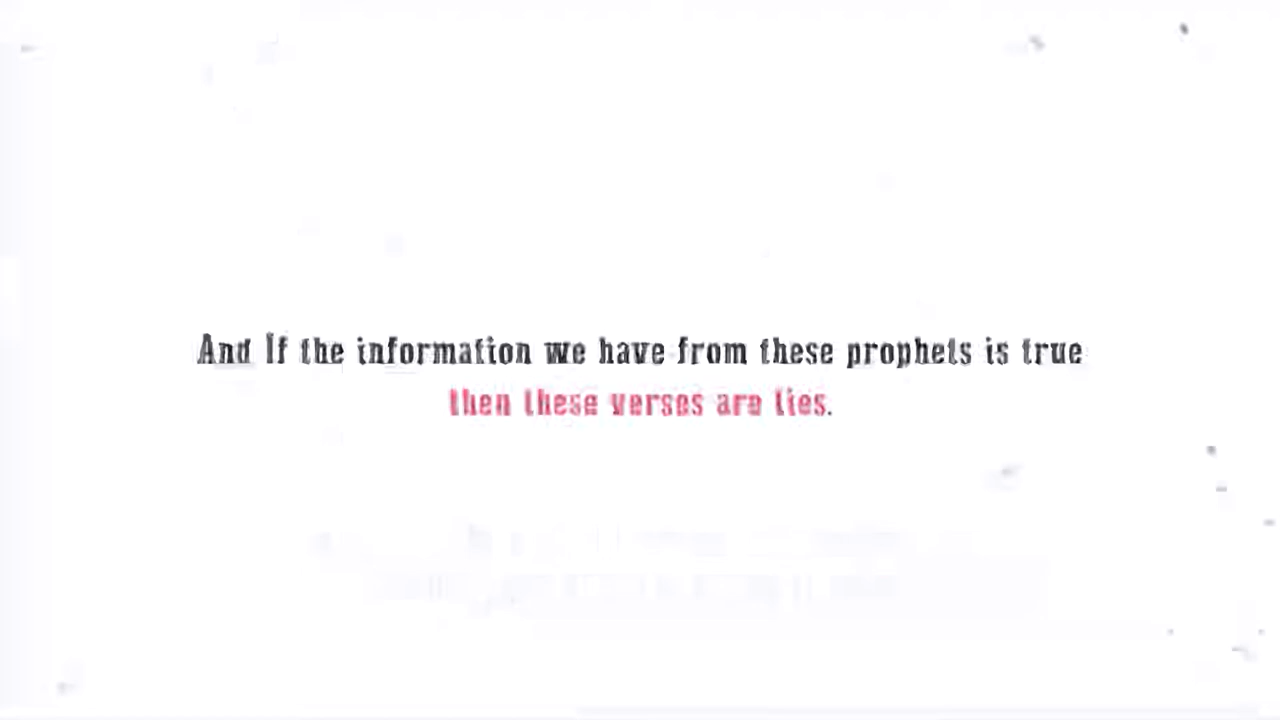 And If the information we have from these prophets is true
then these verses are lies.